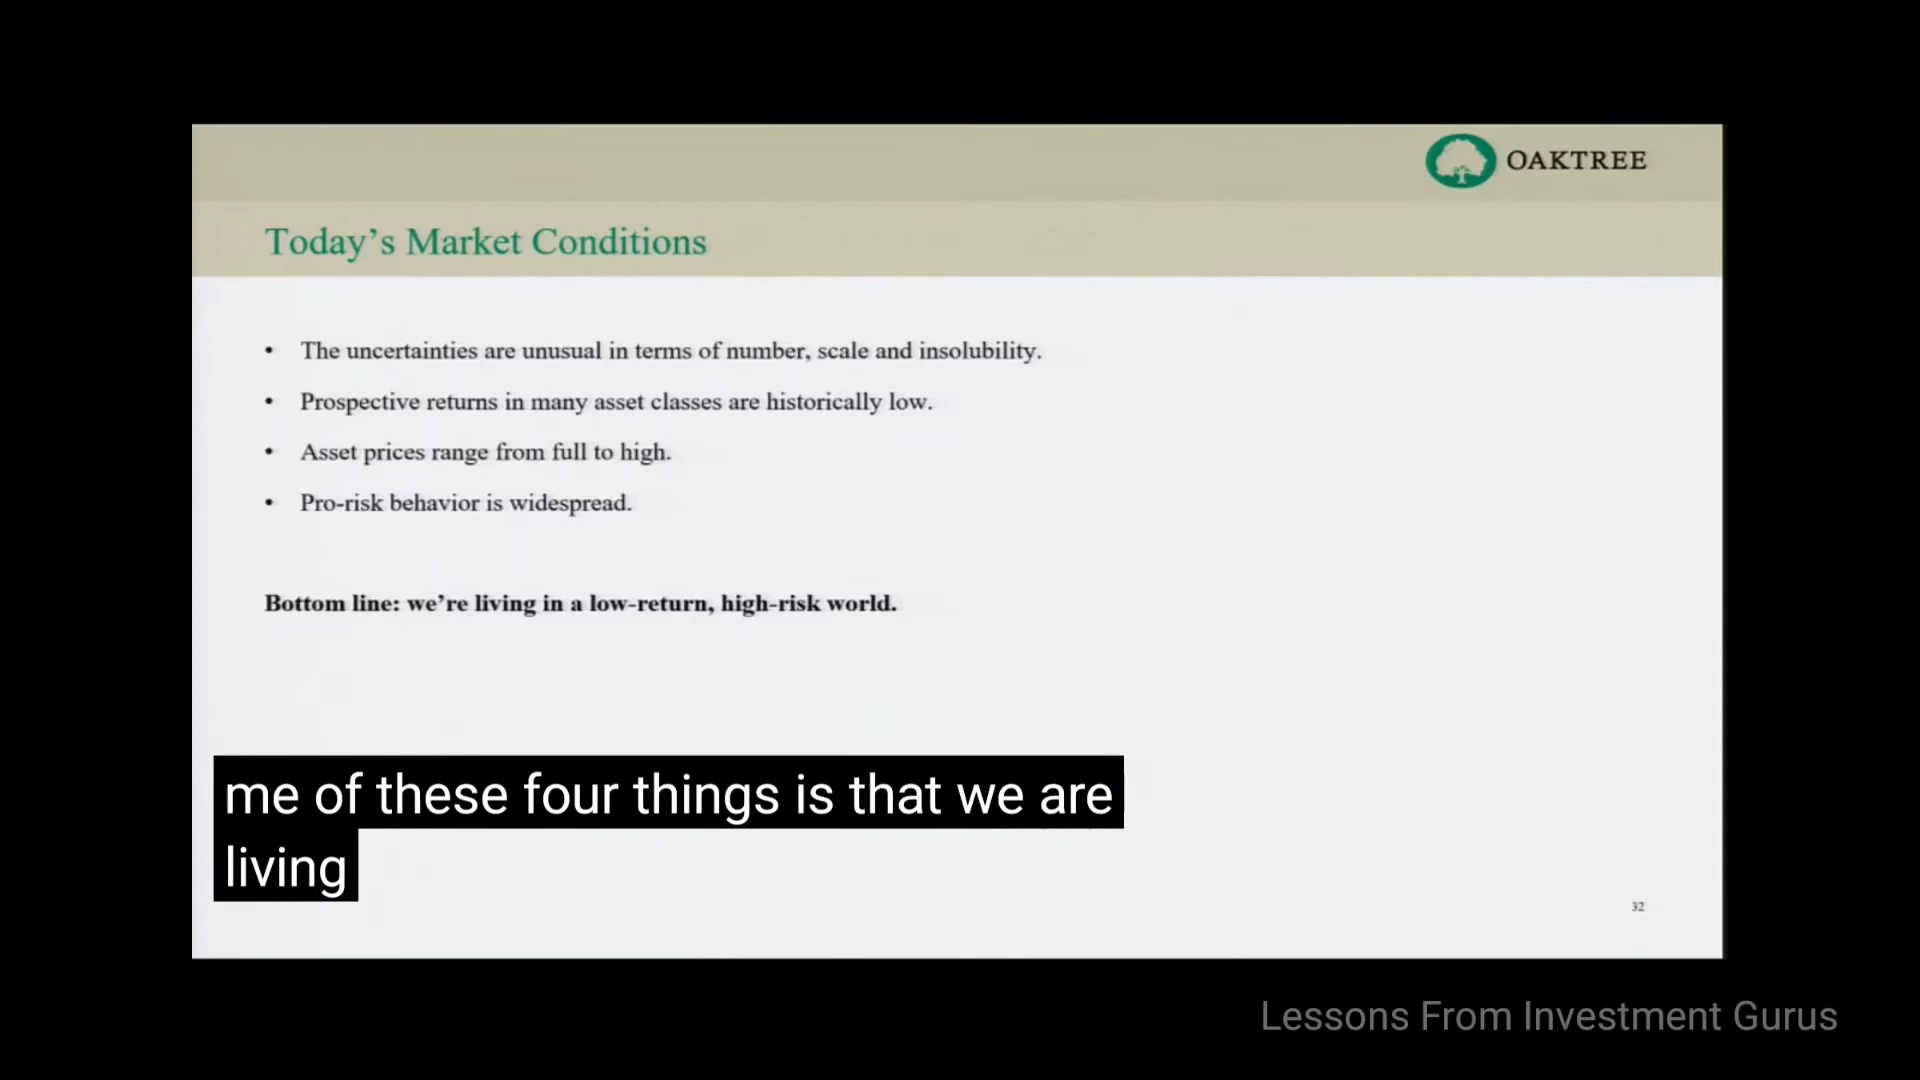 OAKTREE
Today’s Market Conditions
• The uncertainties are unusual in terms of number, scale and insolubility.
• Prospective returns in many asset classes are historically low.
• Asset prices range from full to high.
• Pro-risk behavior is widespread.
Bottom line: we’re living in a low-return, high-risk world.
me of these four things is that we are
living
32
Lessons From Investment Gurus